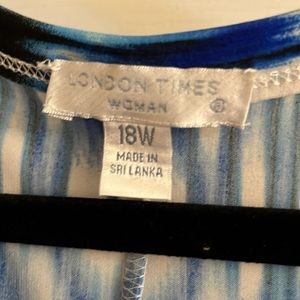 LONDON TIMES
WOMAN ®
18W
MADE IN
SRI LANKA